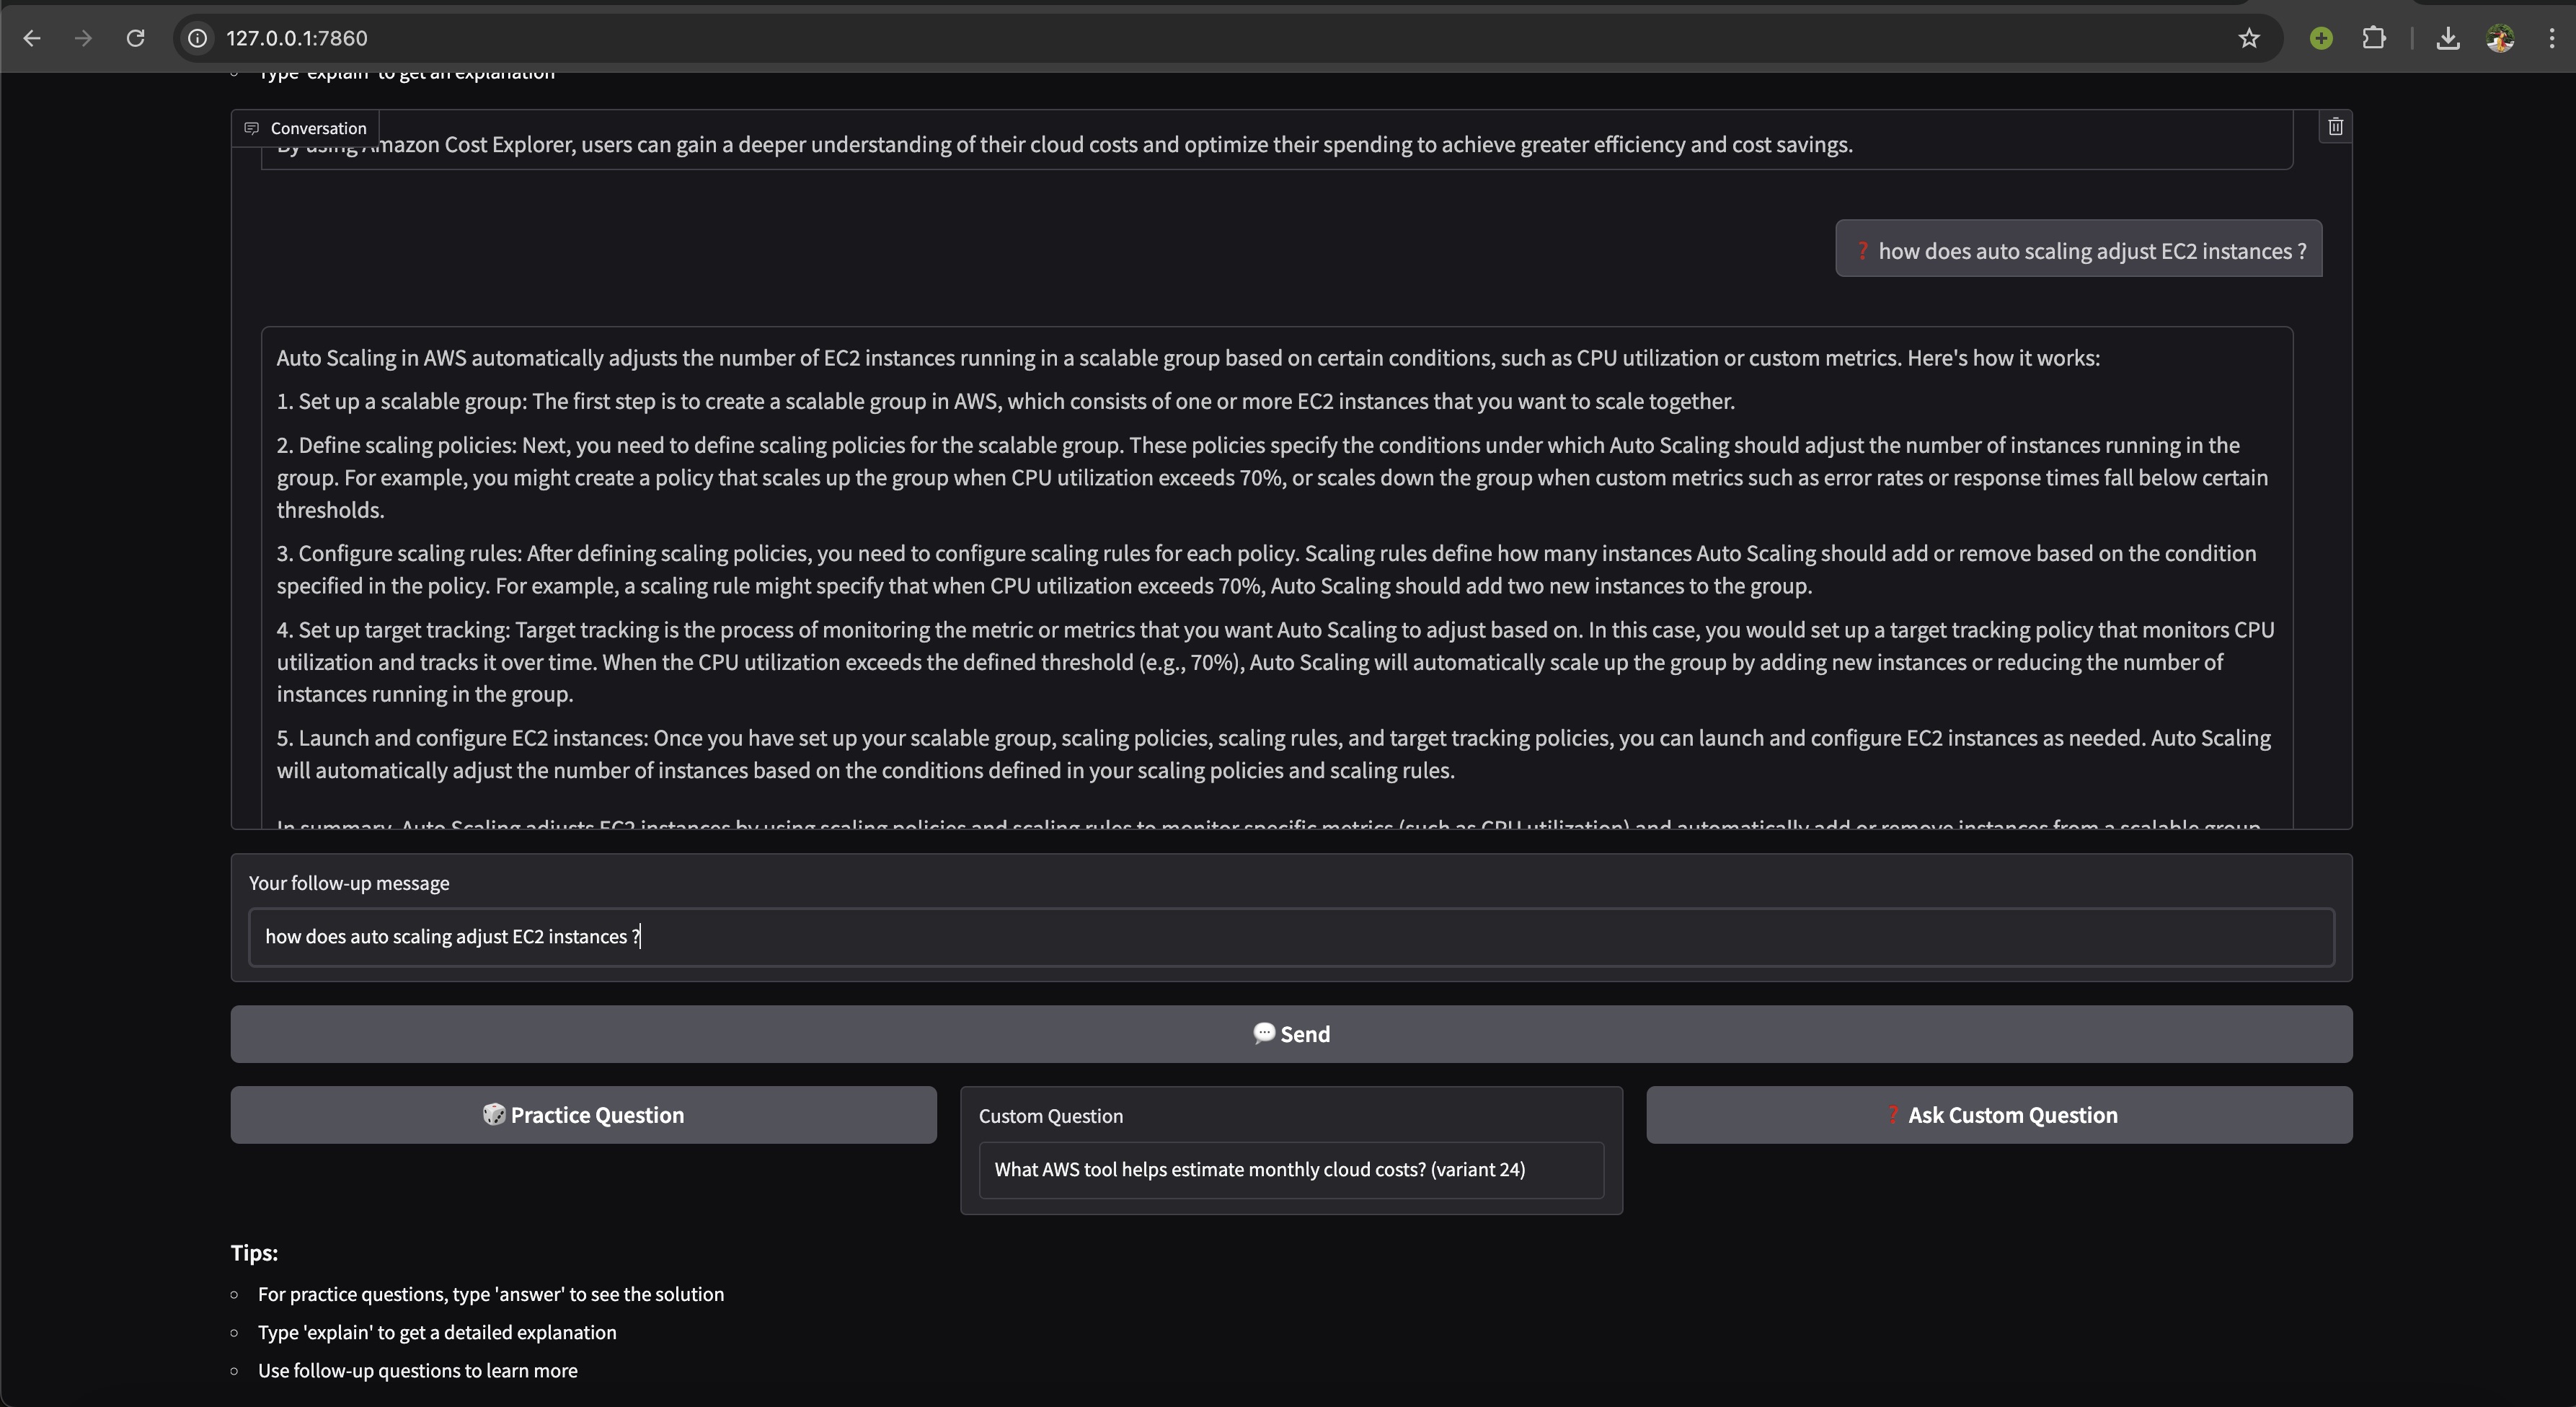 127.0.0.1:7860
Type 'explain' to get an explanation
Conversation
By using Amazon Cost Explorer, users can gain a deeper understanding of their cloud costs and optimize their spending to achieve greater efficiency and cost savings.
❓ how does auto scaling adjust EC2 instances ?
Auto Scaling in AWS automatically adjusts the number of EC2 instances running in a scalable group based on certain conditions, such as CPU utilization or custom metrics. Here's how it works:
1. Set up a scalable group: The first step is to create a scalable group in AWS, which consists of one or more EC2 instances that you want to scale together.
2. Define scaling policies: Next, you need to define scaling policies for the scalable group. These policies specify the conditions under which Auto Scaling should adjust the number of instances running in the
group. For example, you might create a policy that scales up the group when CPU utilization exceeds 70%, or scales down the group when custom metrics such as error rates or response times fall below certain
thresholds.
3. Configure scaling rules: After defining scaling policies, you need to configure scaling rules for each policy. Scaling rules define how many instances Auto Scaling should add or remove based on the condition
specified in the policy. For example, a scaling rule might specify that when CPU utilization exceeds 70%, Auto Scaling should add two new instances to the group.
4. Set up target tracking: Target tracking is the process of monitoring the metric or metrics that you want Auto Scaling to adjust based on. In this case, you would set up a target tracking policy that monitors CPU
utilization and tracks it over time. When the CPU utilization exceeds the defined threshold (e.g., 70%), Auto Scaling will automatically scale up the group by adding new instances or reducing the number of
instances running in the group.
5. Launch and configure EC2 instances: Once you have set up your scalable group, scaling policies, scaling rules, and target tracking policies, you can launch and configure EC2 instances as needed. Auto Scaling
will automatically adjust the number of instances based on the conditions defined in your scaling policies and scaling rules.
In summary, Auto Scaling adjusts EC2 instances by using scaling policies and scaling rules to monitor specific metrics (such as CPU utilization) and automatically add or remove instances from a scalable group
Your follow-up message
how does auto scaling adjust EC2 instances ?
💬 Send
🎲 Practice Question
Custom Question
What AWS tool helps estimate monthly cloud costs? (variant 24)
❓ Ask Custom Question
Tips:
For practice questions, type 'answer' to see the solution
Type 'explain' to get a detailed explanation
Use follow-up questions to learn more